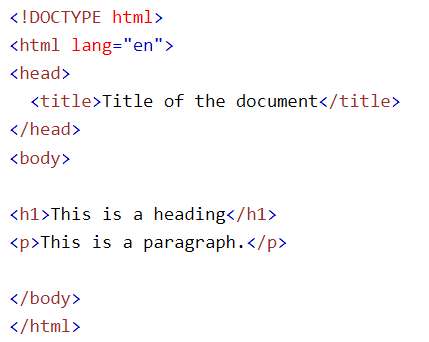 <!DOCTYPE html>
<html lang="en">
<head>
  <title>Title of the document</title>
</head>
<body>

<h1>This is a heading</h1>
<p>This is a paragraph.</p>

</body>
</html>